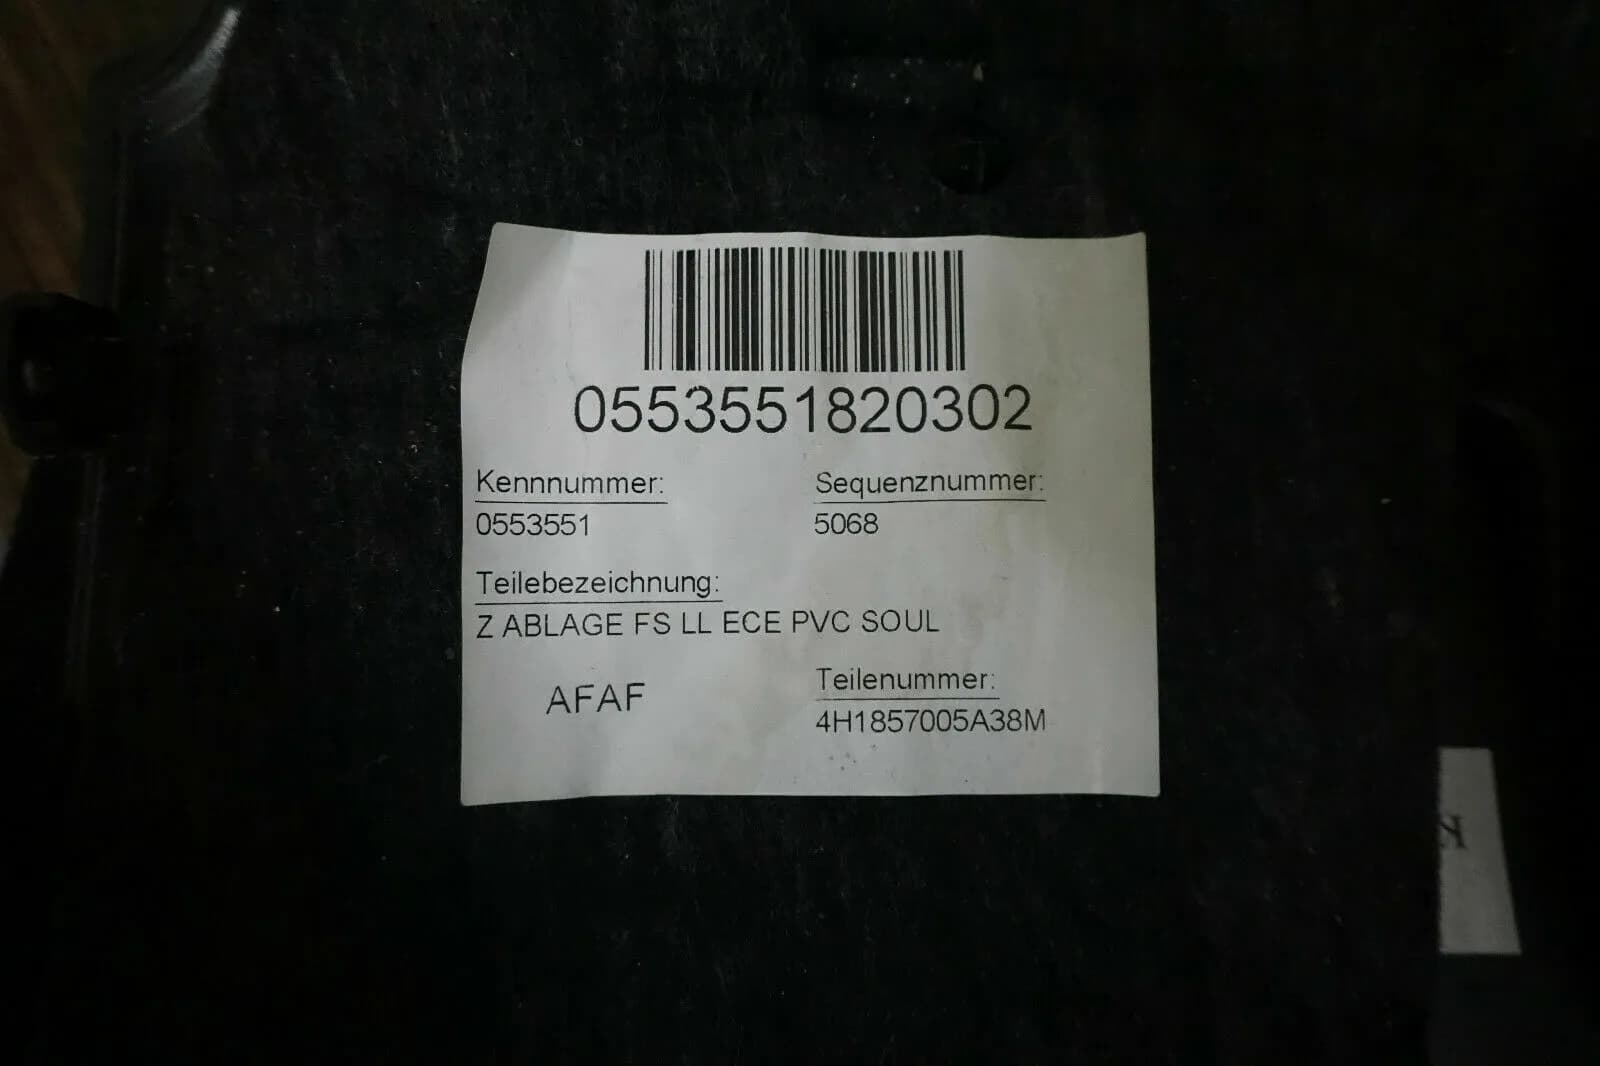 0553551820302
Kennnummer: Sequenznummer:
0553551 5068
Teilebezeichnung:
Z ABLAGE FS LL ECE PVC SOUL
AFAF
Teilenummer:
4H1857005A38M
K